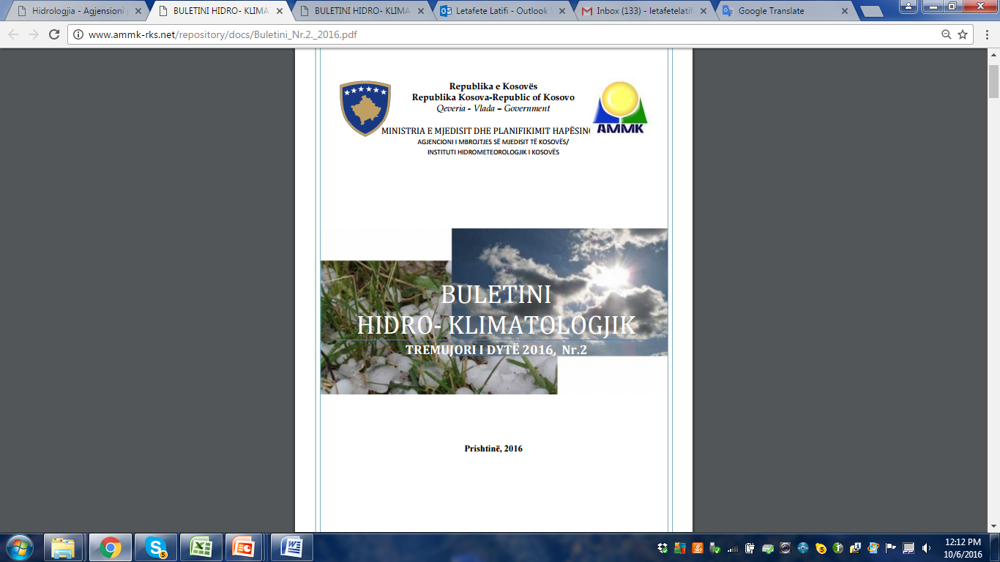 Hidrologjia - Agjensioni
BULETINI HIDRO- KLIMA
BULETINI HIDRO- KLIMA
Letafete Latifi - Outlook
Inbox (133) - letafetelatif
Google Translate
www.ammk-rks.net/repository/docs/Buletini_Nr.2._2016.pdf
Republika e Kosovës
Republika Kosova-Republic of Kosovo
Qeveria - Vlada – Government
MINISTRIA E MJEDISIT DHE PLANIFIKIMIT HAPËSINO
AGJENCIONI I MBROJTJES SË MJEDISIT TË KOSOVËS/
INSTITUTI HIDROMETEOROLOGJIK I KOSOVËS
AMMK
BULETINI
HIDRO- KLIMATOLOGJIK
TREMUJORI I DYTË 2016, Nr.2
Prishtinë, 2016
12:12 PM
10/6/2016